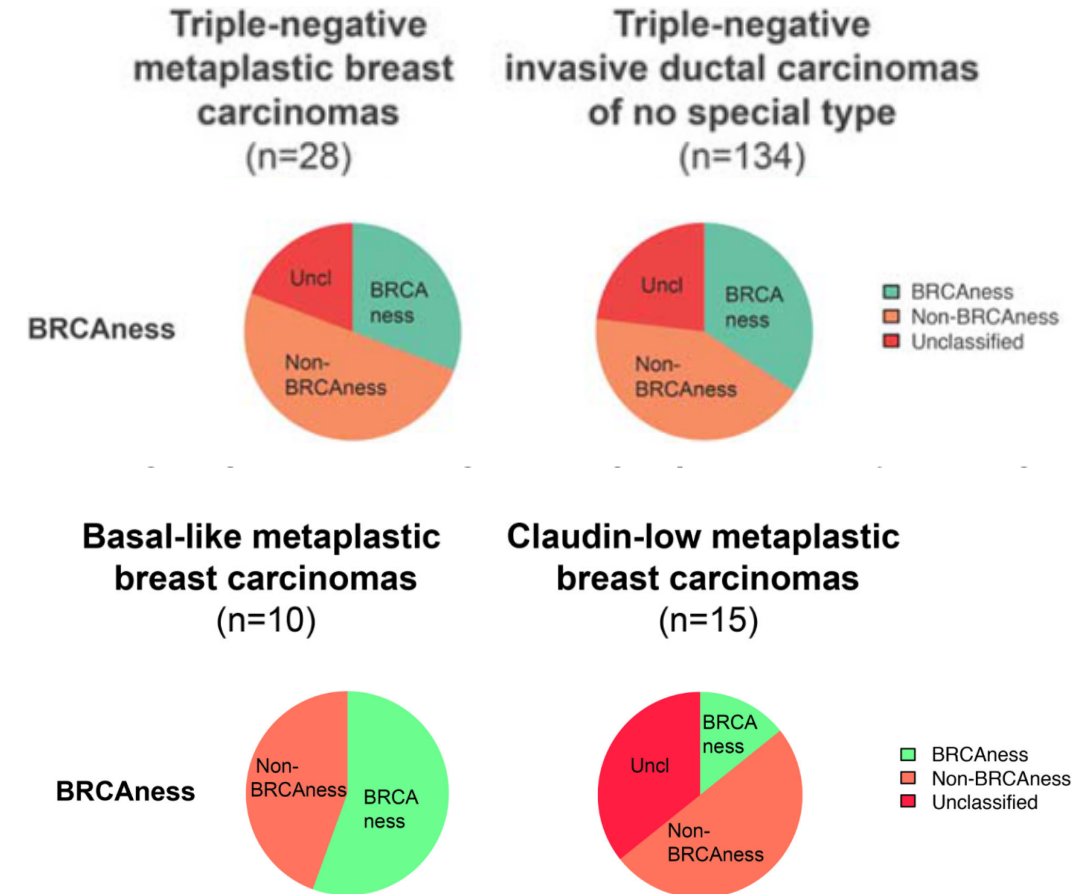 Triple-negative
metaplastic breast
carcinomas
(n=28)
Triple-negative
invasive ductal carcinomas
of no special type
(n=134)
BRCAness
Uncl
BRCA
ness
Non-
BRCAness
Uncl
BRCA
ness
Non-
BRCAness
BRCAness
Non-BRCAness
Unclassified
Basal-like metaplastic
breast carcinomas
(n=10)
Claudin-low metaplastic
breast carcinomas
(n=15)
BRCAness
Non-
BRCAness
BRCA
ness
BRCA
ness
Uncl
Non-
BRCAness
BRCAness
Non-BRCAness
Unclassified